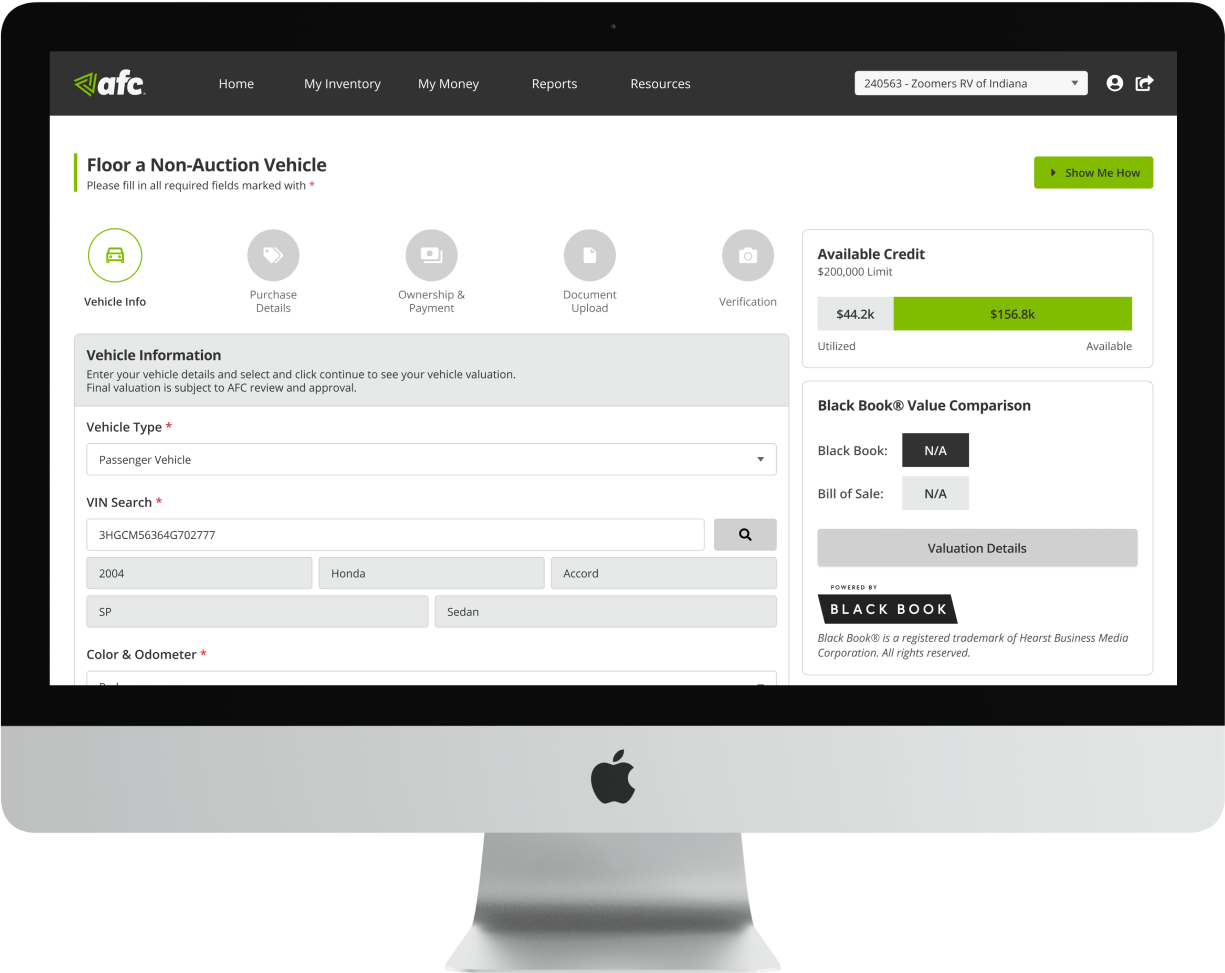 afc
Home
My Inventory
My Money
Reports
Resources
240563 - Zoomers RV of Indiana
Floor a Non-Auction Vehicle
Please fill in all required fields marked with *
Show Me How
Vehicle Info
Purchase
Details
Ownership &
Payment
Document
Upload
Verification
Vehicle Information
Enter your vehicle details and select and click continue to see your vehicle valuation.
Final valuation is subject to AFC review and approval.
Vehicle Type *
Passenger Vehicle
VIN Search *
3HGCM56364G702777
2004
Honda
Accord
SP
Sedan
Color & Odometer *
Available Credit
$200,000 Limit
$44.2k
$156.8k
Utilized
Available
Black Book® Value Comparison
Black Book:
N/A
Bill of Sale:
N/A
Valuation Details
POWERED BY
BLACK BOOK
Black Book® is a registered trademark of Hearst Business Media
Corporation. All rights reserved.